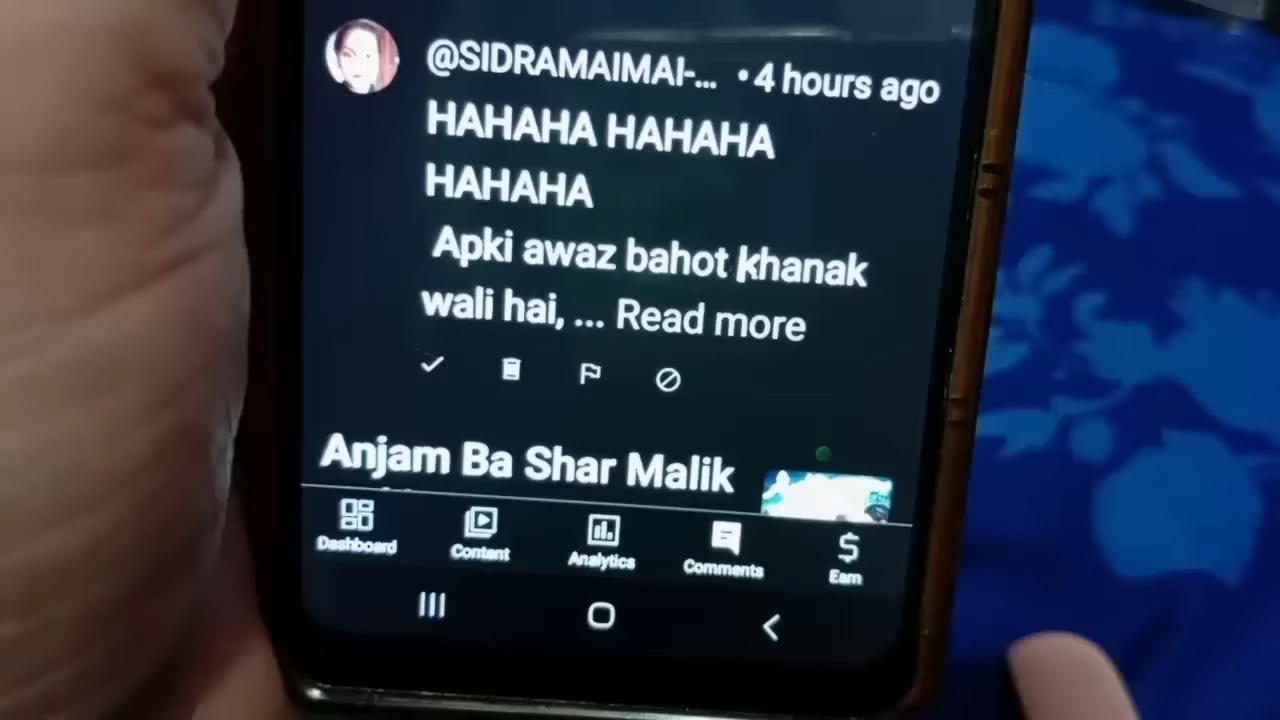 @SIDRAMAIMAI-... • 4 hours ago
HAHAHA HAHAHA
HAHAHA
Apki awaz bahot khanak
wali hai, ... Read more
Anjam Ba Shar Malik
Dashboard
Content
Analytics
Comments
Earn